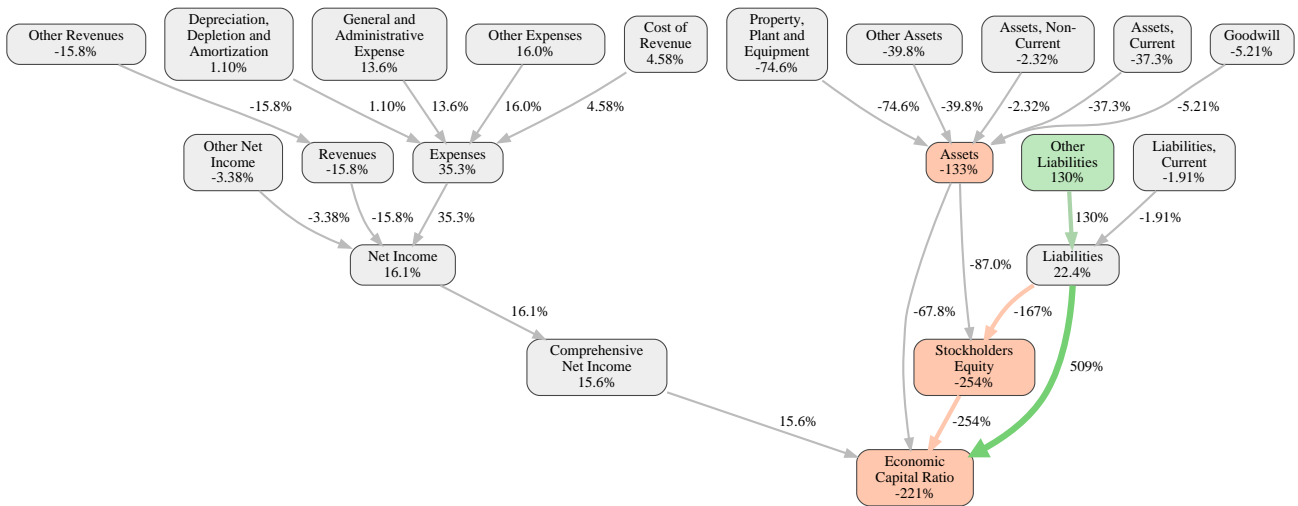 Other Revenues
-15.8%
Depreciation,
Depletion and
Amortization
1.10%
General and
Administrative
Expense
13.6%
Other Expenses
16.0%
Cost of
Revenue
4.58%
Property,
Plant and
Equipment
-74.6%
Other Assets
-39.8%
Assets, Non-
Current
-2.32%
Assets,
Current
-37.3%
Goodwill
-5.21%
-15.8%
1.10%
13.6%
16.0%
4.58%
-74.6%
-39.8%
-2.32%
-37.3%
-5.21%
Other Net
Income
-3.38%
Revenues
-15.8%
Expenses
35.3%
Assets
-133%
Other
Liabilities
130%
Liabilities,
Current
-1.91%
-3.38%
-15.8%
35.3%
130%
-1.91%
Net Income
16.1%
-87.0%
Liabilities
22.4%
16.1%
-67.8%
-167%
Comprehensive
Net Income
15.6%
Stockholders
Equity
-254%
509%
15.6%
-254%
Economic
Capital Ratio
-221%